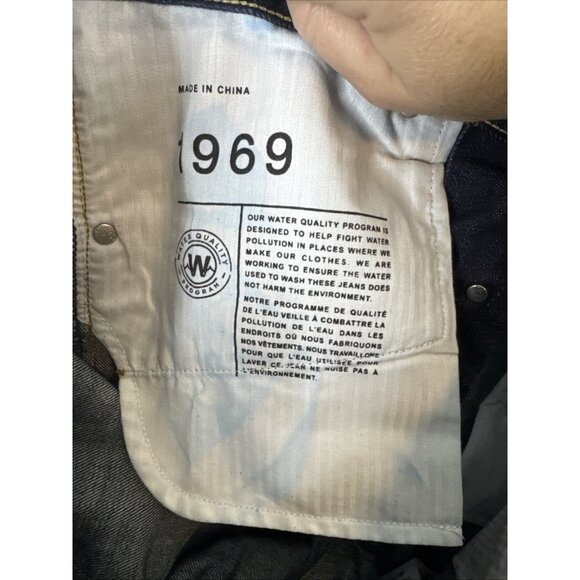 MADE IN CHINA
1969
WATER QUALITY
W
PROGRAM
OUR WATER QUALITY PROGRAM IS
DESIGNED TO HELP FIGHT WATER
POLLUTION IN PLACES WHERE WE
MAKE OUR CLOTHES. WE ARE
WORKING TO ENSURE THE WATER
USED TO WASH THESE JEANS DOES
NOT HARM THE ENVIRONMENT.
NOTRE PROGRAMME DE QUALITÉ
DE L'EAU VEILLE À COMBATTRE LA
POLLUTION DE L'EAU DANS LES
ENDROITS OÙ NOUS FABRIQUONS
NOS VÊTEMENTS. NOUS TRAVAILLONS
POUR QUE L'EAU UTILISÉE POUR
LAVER CE JEAN NE NUISE PAS À
L'ENVIRONNEMENT.